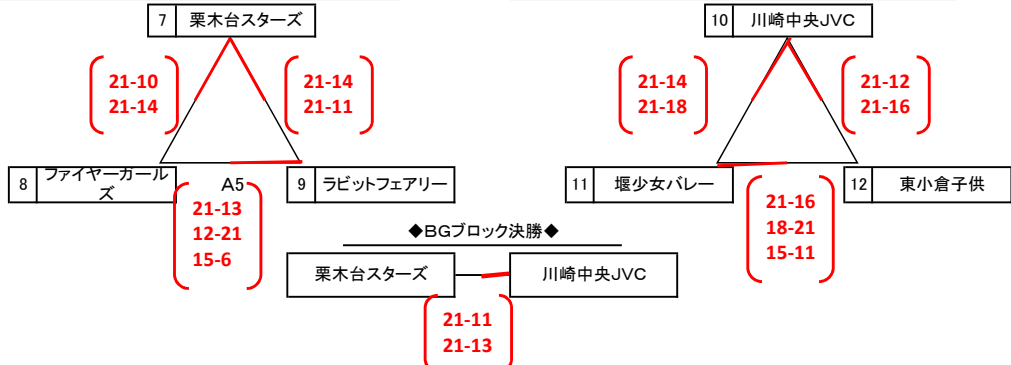 7 栗木台スターズ
10 川崎中央JVC
21-10
21-14
21-14
21-11
21-14
21-18
21-12
21-16
8 ファイヤーガール
ズ
A5
9 ラビットフェアリー
11 堰少女バレー
12 東小倉子供
21-13
12-21
15-6
21-16
18-21
15-11
◆BGブロック決勝◆
栗木台スターズ
川崎中央JVC
21-11
21-13